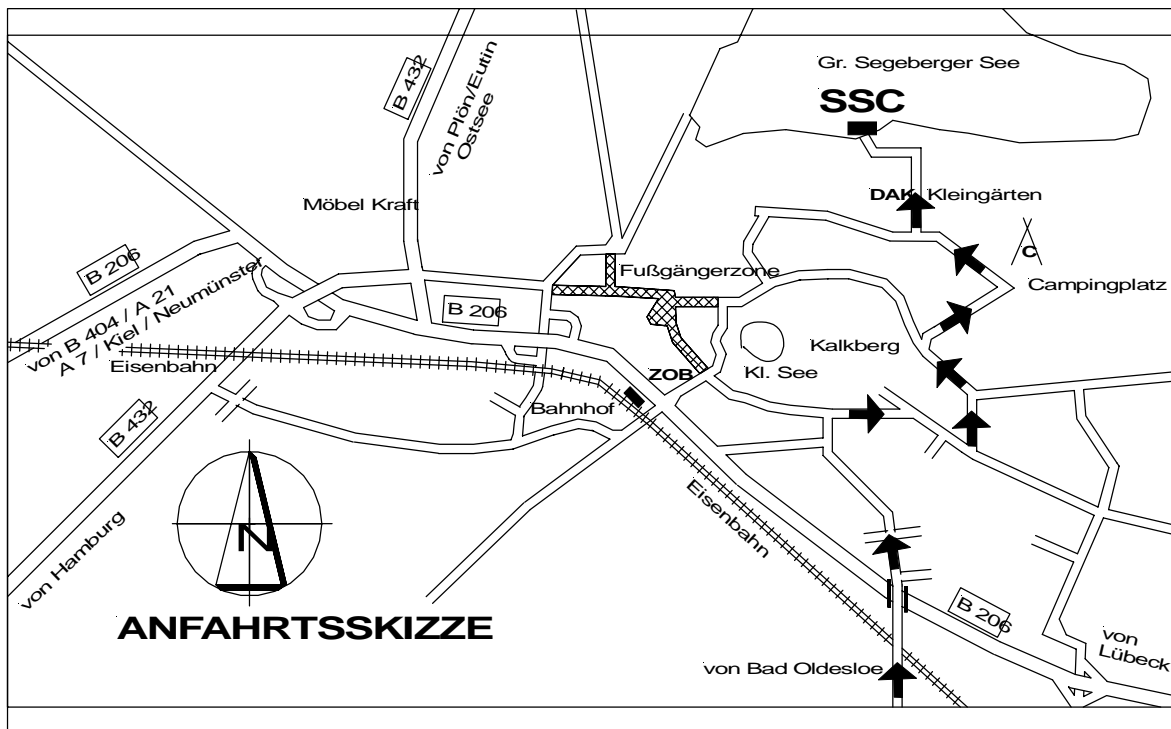 Gr. Segeberger See
SSC
B 432
von Plön/Eutin
Ostsee
Möbel Kraft
DAK Kleingärten
C
Campingplatz
B 206
von B 404 / A 21
A 7 / Kiel / Neumünster
Fußgängerzone
B 206
Eisenbahn
Kalkberg
ZOB
Kl. See
Bahnhof
B 432
Eisenbahn
N
von Hamburg
ANFAHRTSSKIZZE
B 206
von
Lübeck
von Bad Oldesloe